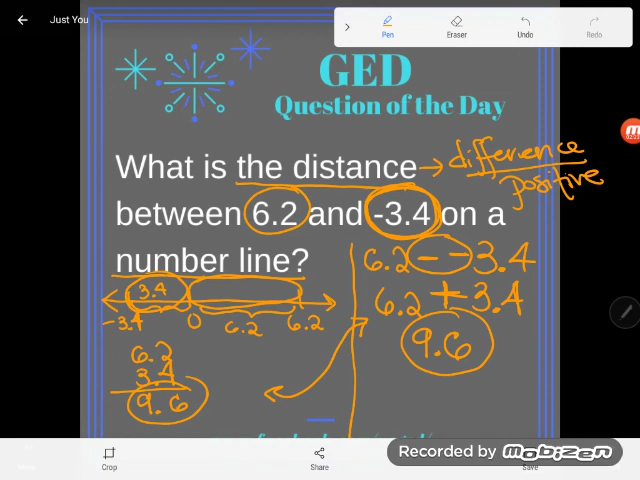 Just You
Pen
Eraser
Undo
Redo
GED
Question of the Day
What is the distance → difference
positive
between 6.2 and -3.4 on a
number line?
6.2 - - 3.4
3.4
6.2 + 3.4
-3.4 0 6.2 6.2
9.6
6.2
3.4
9.6
Crop
Share
Save
Recorded by mobizen